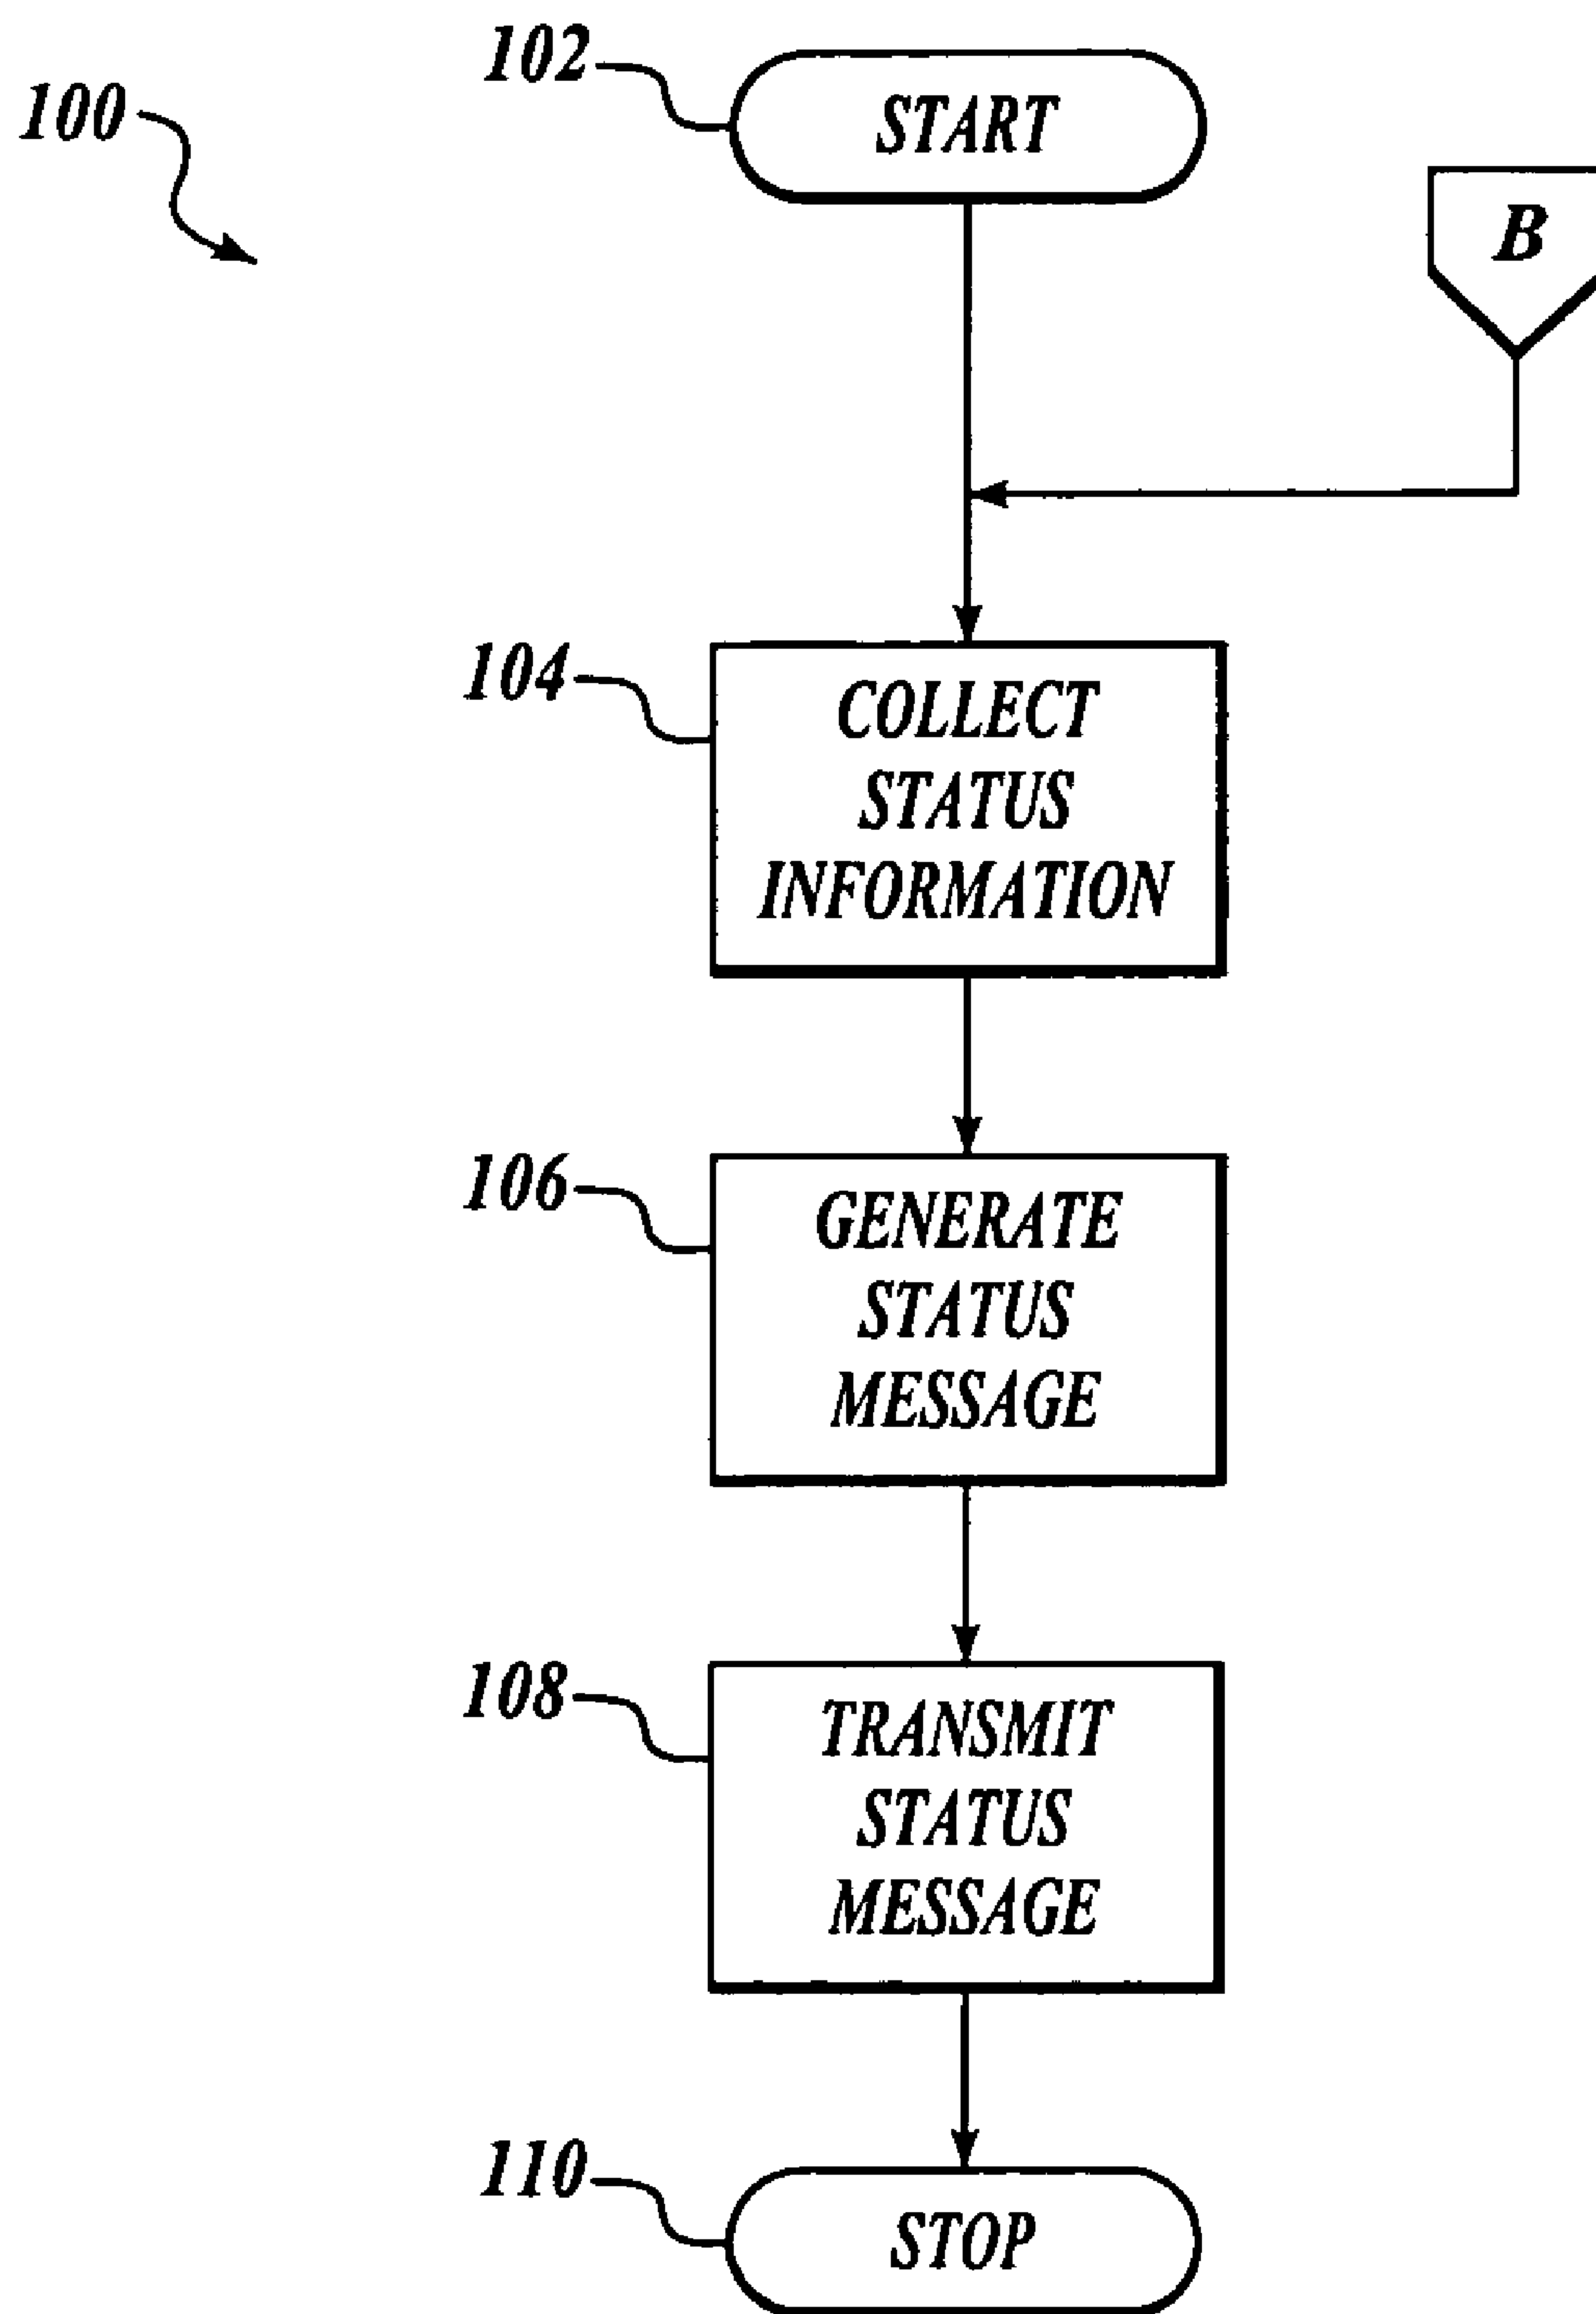 102
START
100
B
104
COLLECT
STATUS
INFORMATION
106
GENERATE
STATUS
MESSAGE
108
TRANSMIT
STATUS
MESSAGE
110
STOP